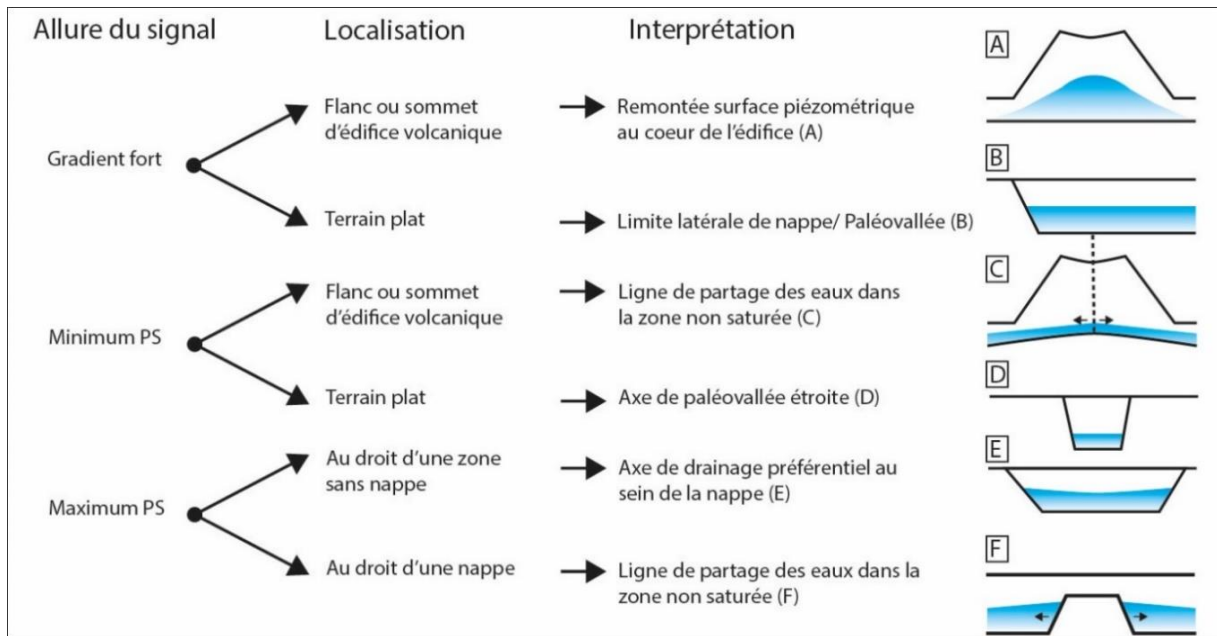 Allure du signal
Localisation
Interprétation
A
Gradient fort
Flanc ou sommet
d'édifice volcanique
Remontée surface piézométrique
au coeur de l'édifice (A)
B
Terrain plat
Limite latérale de nappe/ Paléovallée (B)
C
Minimum PS
Flanc ou sommet
d'édifice volcanique
Ligne de partage des eaux dans
la zone non saturée (C)
D
Terrain plat
Axe de paléovallée étroite (D)
E
Maximum PS
Au droit d'une zone
sans nappe
Axe de drainage préférentiel au
sein de la nappe (E)
F
Au droit d'une nappe
Ligne de partage des eaux dans la
zone non saturée (F)